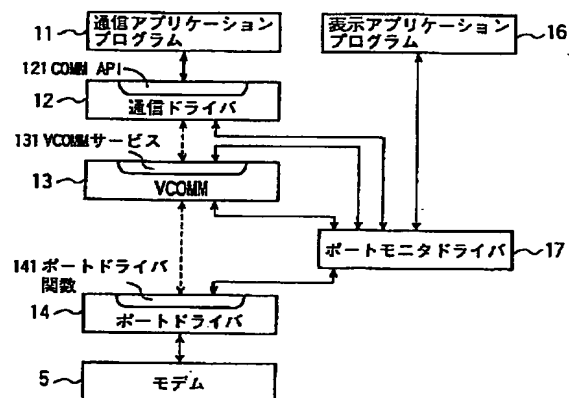 11
通信アプリケーション
プログラム
表示アプリケーション
プログラム
16
121 COMM API
12
通信ドライバ
131 VCOMMサービス
13
VCOMM
ポートモニタドライバ
17
141 ポートドライバ
関数
14
ポートドライバ
5
モデム